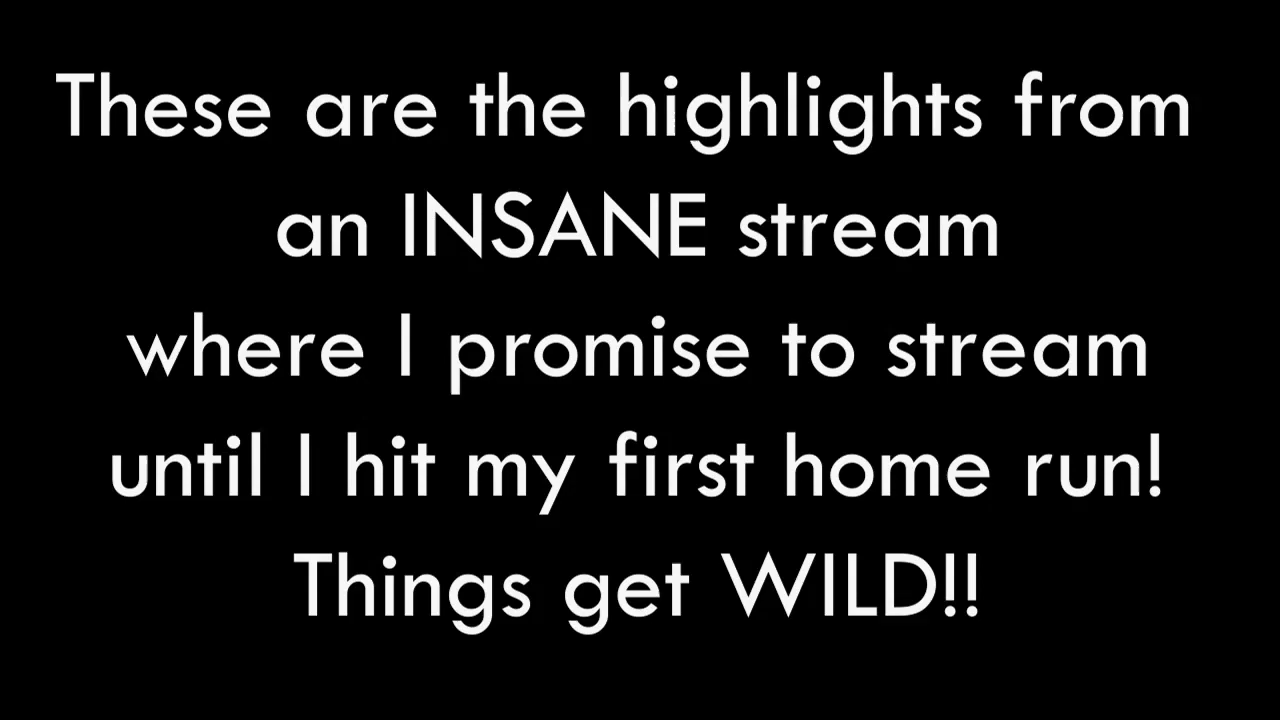 These are the highlights from
an INSANE stream
where I promise to stream
until I hit my first home run!
Things get WILD!!